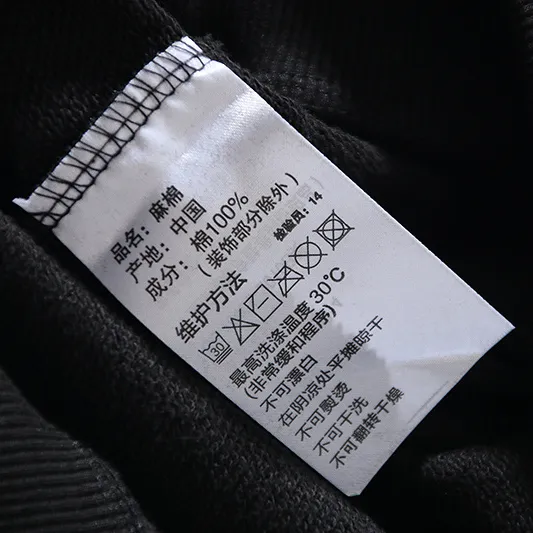 品名：麻棉
产地：中国
成分：棉100%
（装饰部分除外）
检验员：14
维护方法
30
最高洗涤温度30℃
(非常缓和程序)
不可漂白
在阴凉处平摊晾干
不可熨烫
不可干洗
不可翻转干燥